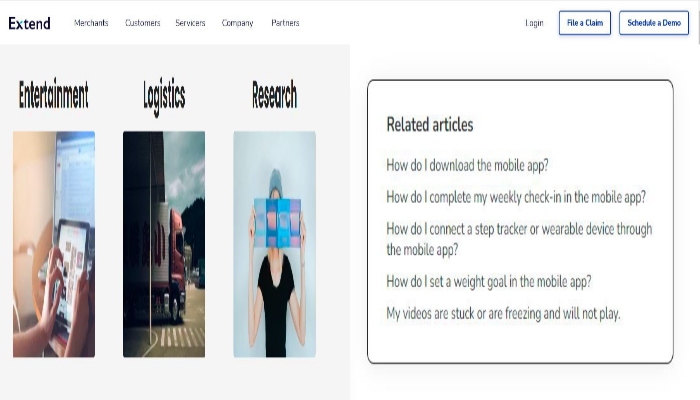 Extend
Merchants
Customers
Servicers
Company
Partners
Login
File a Claim
Schedule a Demo
Entertainment
Logistics
Research
Related articles
How do I download the mobile app?
How do I complete my weekly check-in in the mobile app?
How do I connect a step tracker or wearable device through
the mobile app?
How do I set a weight goal in the mobile app?
My videos are stuck or are freezing and will not play.